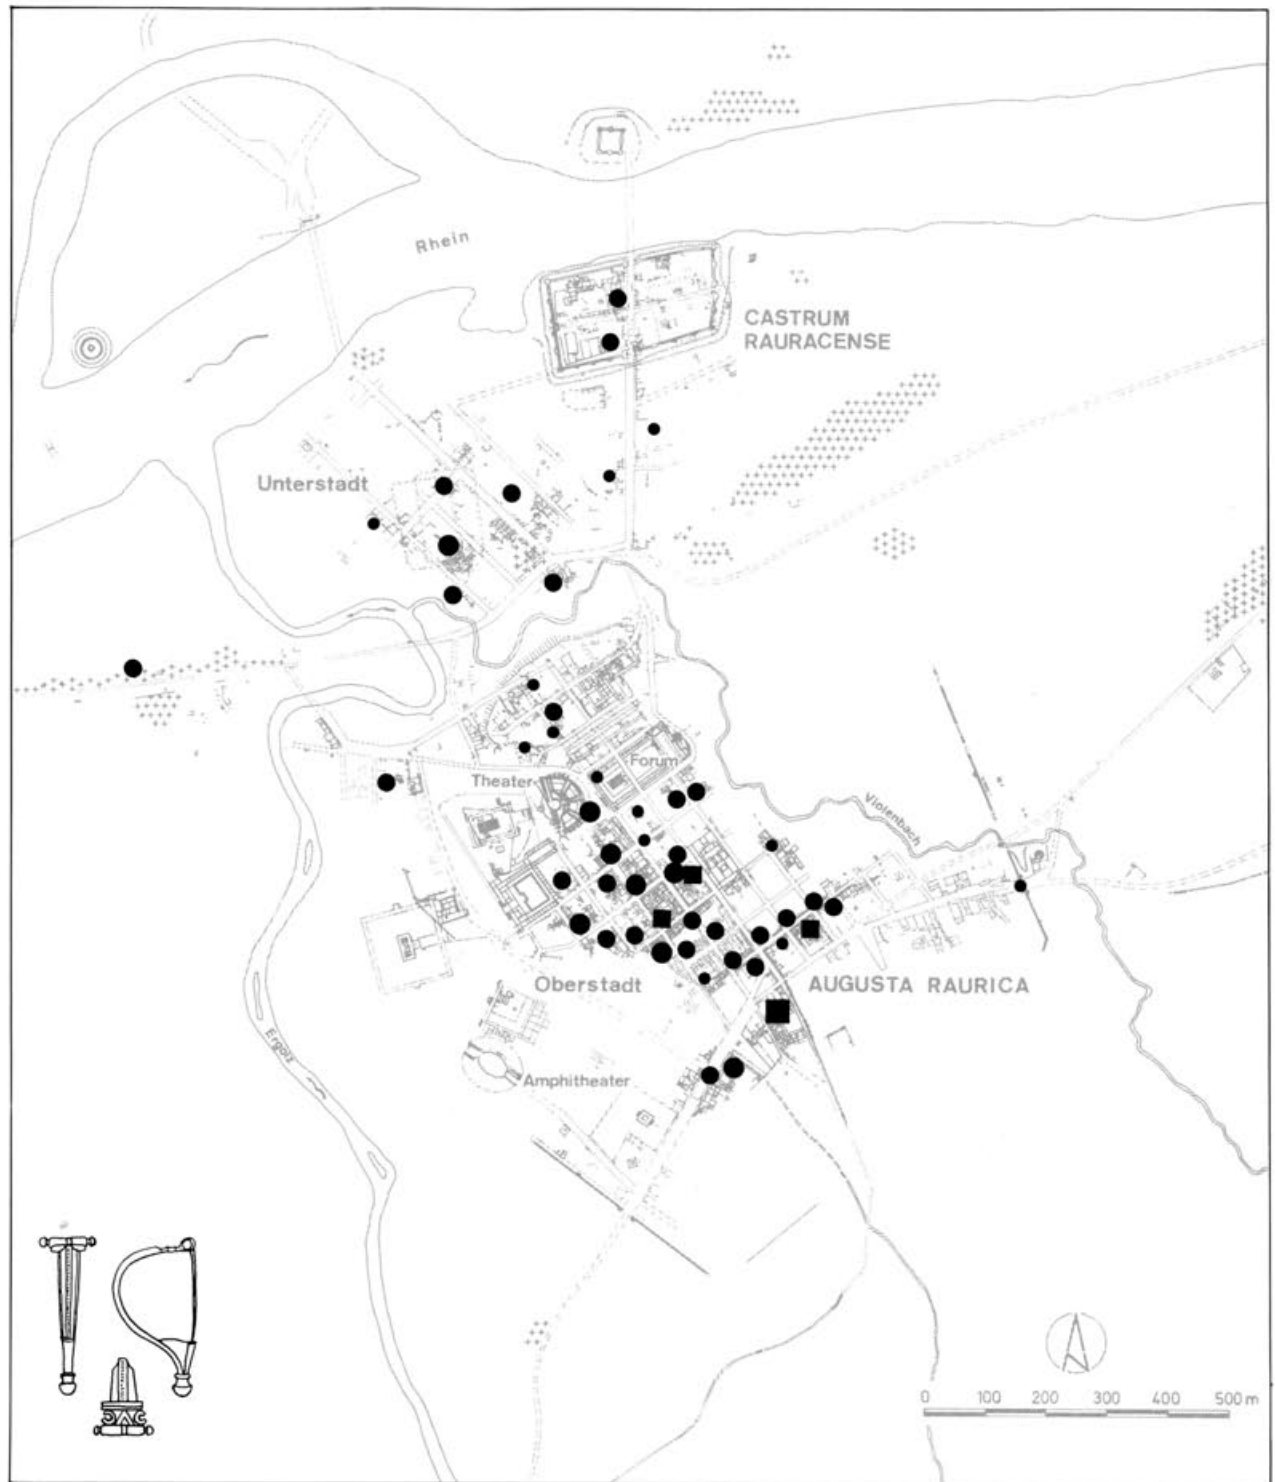 Rhein
CASTRUM
RAURACENSE
Unterstadt
Forum
Theater
Violenbach
Oberstadt
AUGUSTA RAURICA
Ergolz
Amphitheater
0 100 200 300 400 500 m